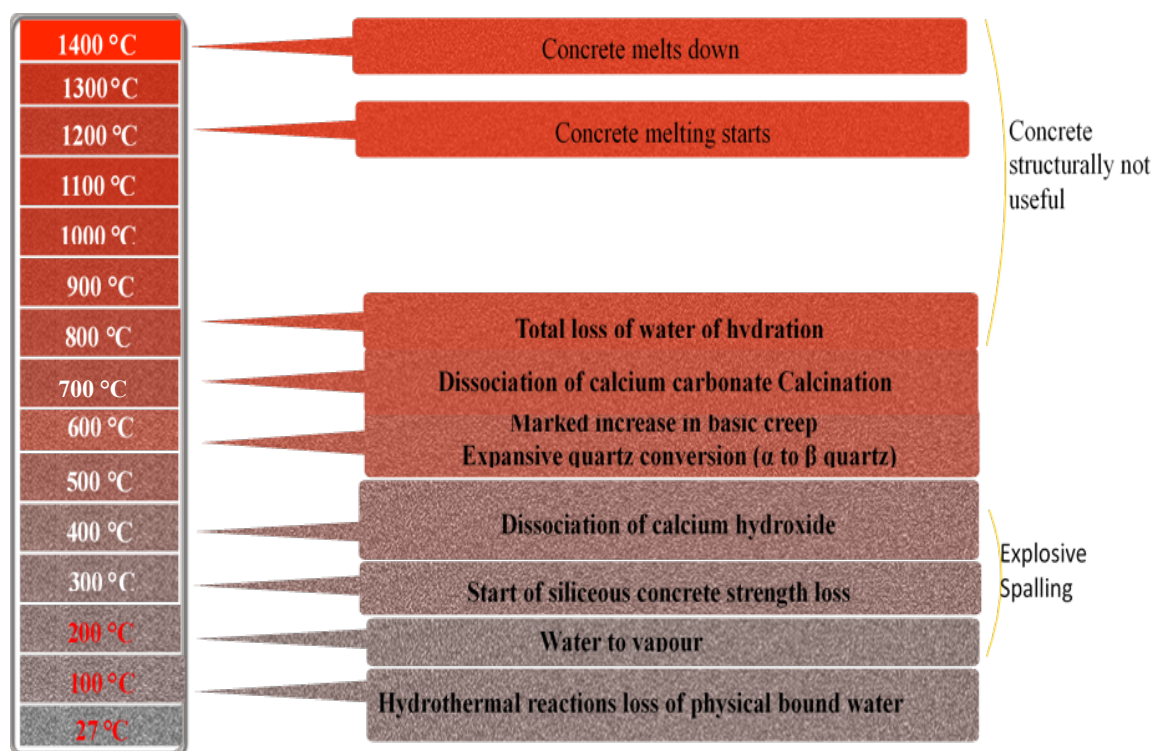 1400 °C
Concrete melts down
1300°C
1200 ℃
Concrete melting starts
Concrete
structurally not
useful
1100 ℃
1000 ℃
900 ℃
800 ℃
Total loss of water of hydration
700 °C
Dissociation of calcium carbonate Calcination
600 ℃
Marked increase in basic creep
Expansive quartz conversion (α to β quartz)
500 ℃
400 ℃
Dissociation of calcium hydroxide
Explosive
Spalling
300 °C
Start of siliceous concrete strength loss
200 °C
Water to vapour
100 °C
Hydrothermal reactions loss of physical bound water
27 °C